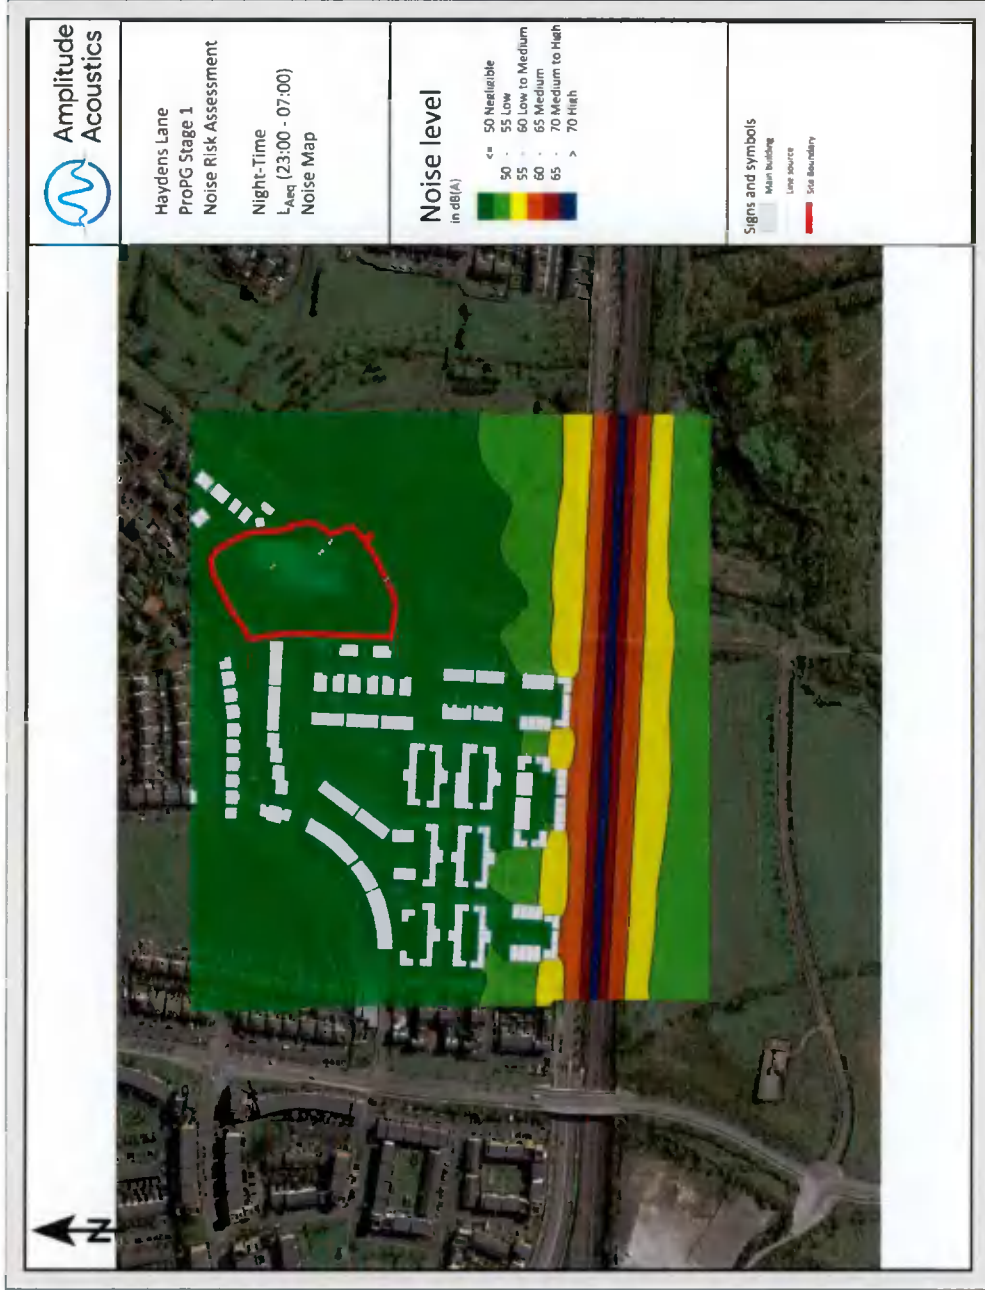 Amplitude
Acoustics
Haydens Lane
ProPG Stage 1
Noise Risk Assessment
Night-Time
LAeq (23:00 - 07:00)
Noise Map
Noise level
in dB(A)
<= 50 Negligible
50 - 55 Low
55 - 60 Low to Medium
60 - 65 Medium
65 - 70 Medium to High
> 70 High
Signs and symbols
Main building
Line source
Site Boundary
N